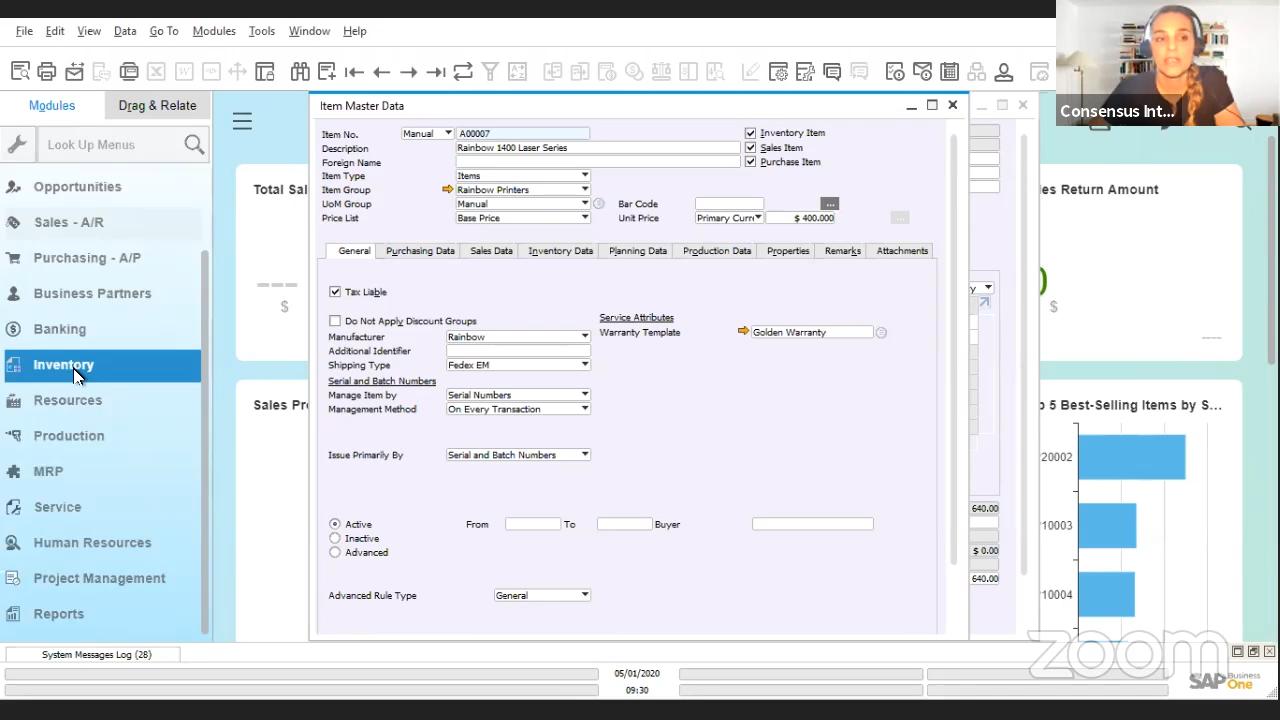 File Edit View Data Go To Modules Tools Window Help
Consensus Int...
Modules Drag & Relate
Look Up Menus
Opportunities
Sales - A/R
Purchasing - A/P
Business Partners
Banking
Inventory
Resources
Production
MRP
Service
Human Resources
Project Management
Reports
Total Sal
$
Sales Pr
Item Master Data
Item No. Manual A00007
Description Rainbow 1400 Laser Series
Foreign Name
Item Type Items
Item Group Rainbow Printers
UoM Group Manual
Price List Base Price
Bar Code ...
Unit Price Primary Curr $ 400.000 ...
Inventory Item
Sales Item
Purchase Item
General Purchasing Data Sales Data Inventory Data Planning Data Production Data Properties Remarks Attachments
Tax Liable
Do Not Apply Discount Groups
Manufacturer Rainbow
Additional Identifier
Shipping Type Fedex EM
Serial and Batch Numbers
Manage Item by Serial Numbers
Management Method On Every Transaction
Issue Primarily By Serial and Batch Numbers
Service Attributes
Warranty Template Golden Warranty
Active From To Buyer
Inactive
Advanced
Advanced Rule Type General
640.00
$ 0.00
640.00
es Return Amount
$
5 Best-Selling Items by S...
20002
10003
10004
zoom
System Messages Log (28)
05/01/2020
09:30
SAP Business One